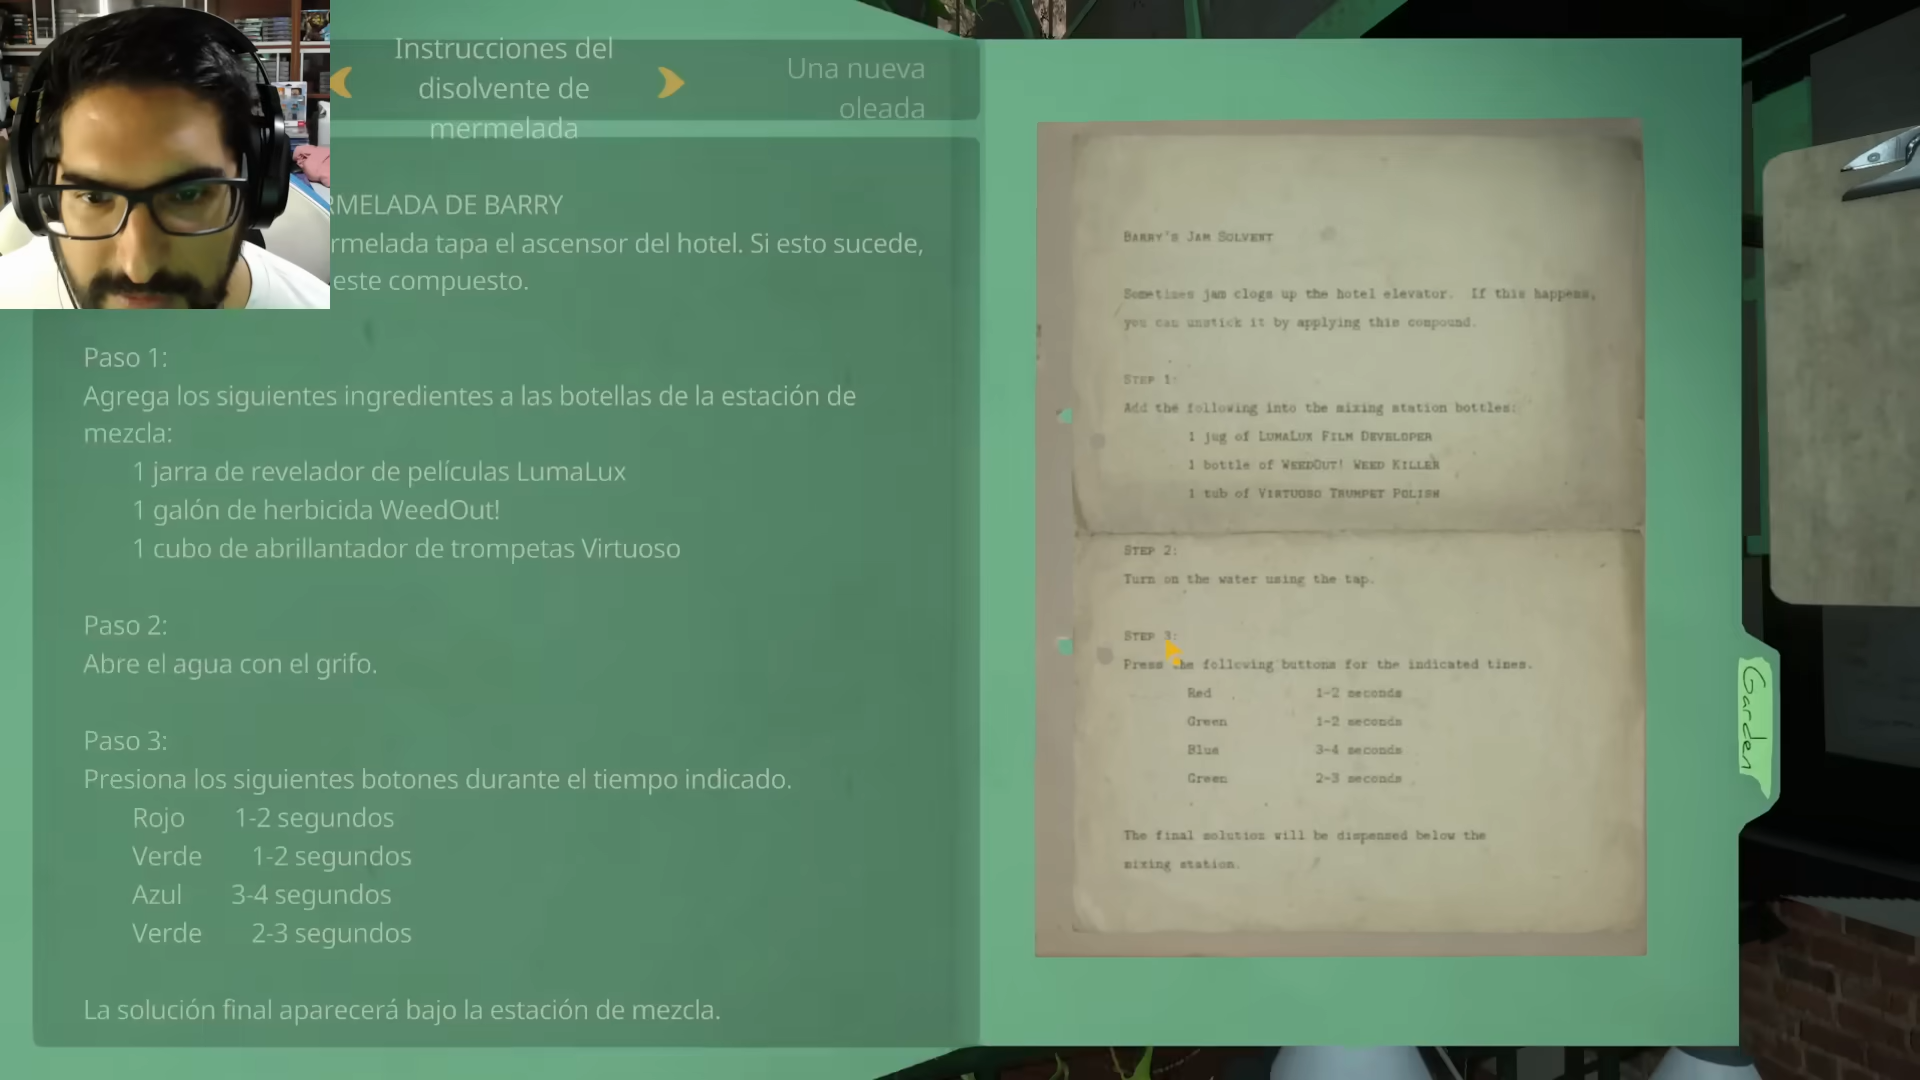 Instrucciones del
disolvente de
mermelada
Una nueva
oleada
RMELADA DE BARRY
rmelada tapa el ascensor del hotel. Si esto sucede,
este compuesto.
Paso 1:
Agrega los siguientes ingredientes a las botellas de la estación de
mezcla:
1 jarra de revelador de películas LumaLux
1 galón de herbicida WeedOut!
1 cubo de abrillantador de trompetas Virtuoso
Paso 2:
Abre el agua con el grifo.
Paso 3:
Presiona los siguientes botones durante el tiempo indicado.
Rojo 1-2 segundos
Verde 1-2 segundos
Azul 3-4 segundos
Verde 2-3 segundos
La solución final aparecerá bajo la estación de mezcla.
BARRY'S JAM SOLVENT
Sometimes jam clogs up the hotel elevator. If this happens,
you can unstick it by applying this compound.
STEP 1:
Add the following into the mixing station bottles:
1 jug of LUMALUX FILM DEVELOPER
1 bottle of WEEDOUT! WEED KILLER
1 tub of VIRTUOSO TRUMPET POLISH
STEP 2:
Turn on the water using the tap.
STEP 3:
Press the following buttons for the indicated times.
Red 1-2 seconds
Green 1-2 seconds
Blue 3-4 seconds
Green 2-3 seconds
The final solution will be dispensed below the
mixing station.
Garden